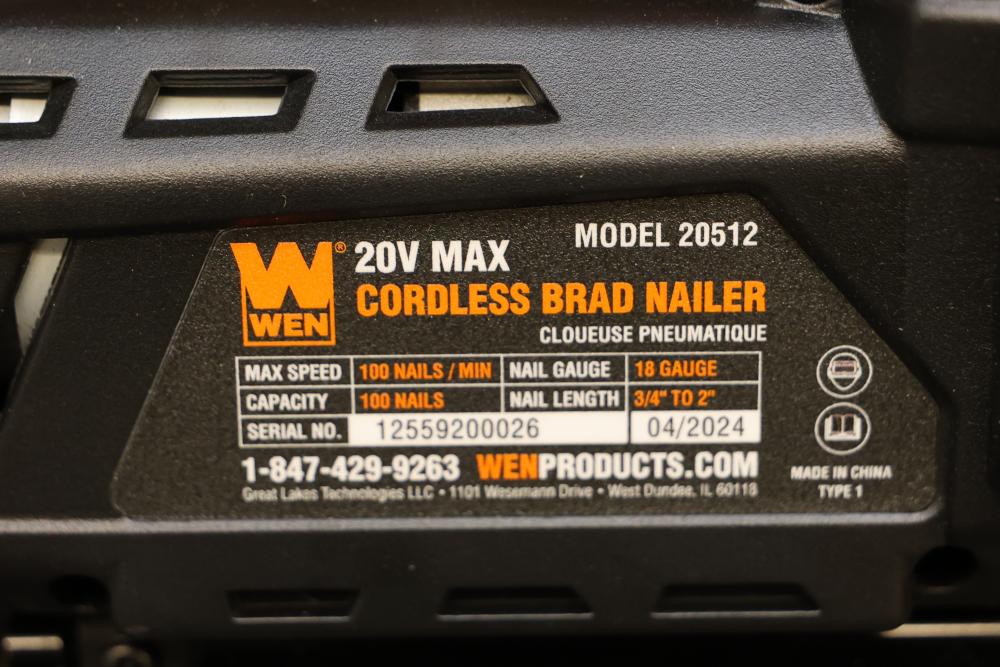 WEN®
20V MAX
MODEL 20512
CORDLESS BRAD NAILER
CLOUEUSE PNEUMATIQUE
MAX SPEED 100 NAILS / MIN NAIL GAUGE 18 GAUGE
CAPACITY 100 NAILS NAIL LENGTH 3/4" TO 2"
SERIAL NO. 12559200026 04/2024
1-847-429-9263 WENPRODUCTS.COM
Great Lakes Technologies LLC • 1101 Wesemann Drive • West Dundee, IL 60118
MADE IN CHINA
TYPE 1